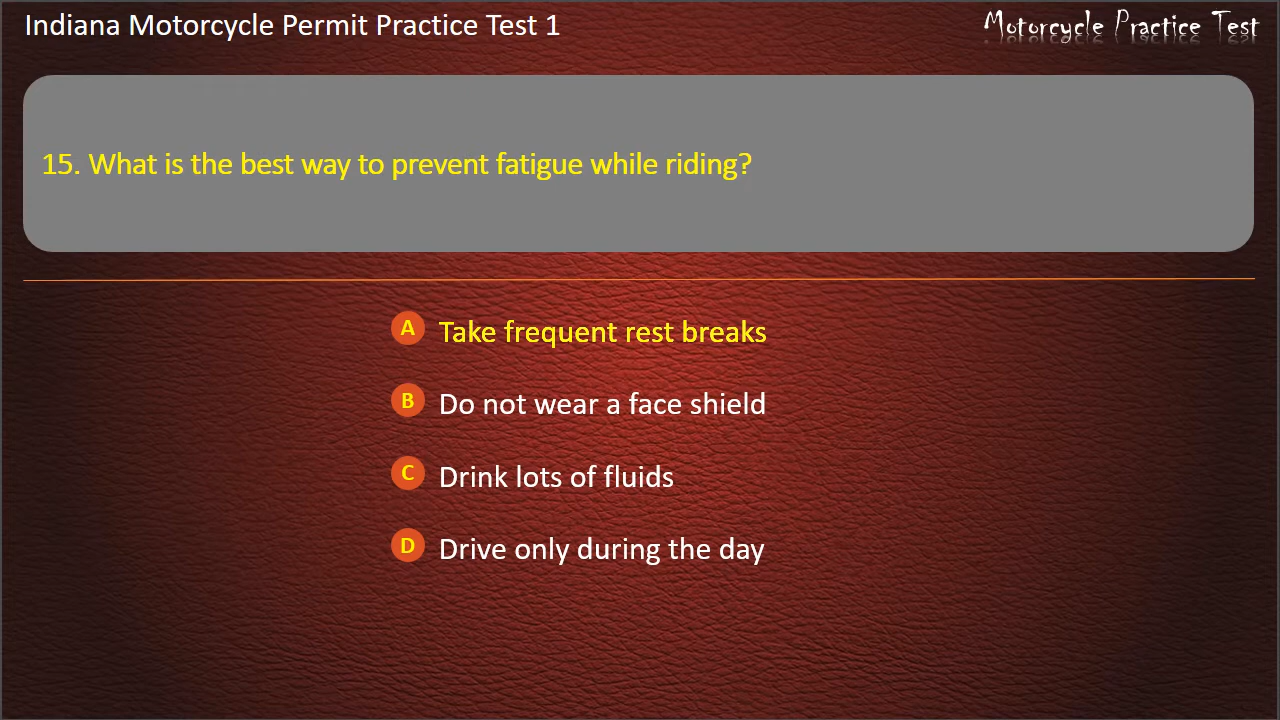 Indiana Motorcycle Permit Practice Test 1
Motorcycle Practice Test
15. What is the best way to prevent fatigue while riding?
A Take frequent rest breaks
B Do not wear a face shield
C Drink lots of fluids
D Drive only during the day